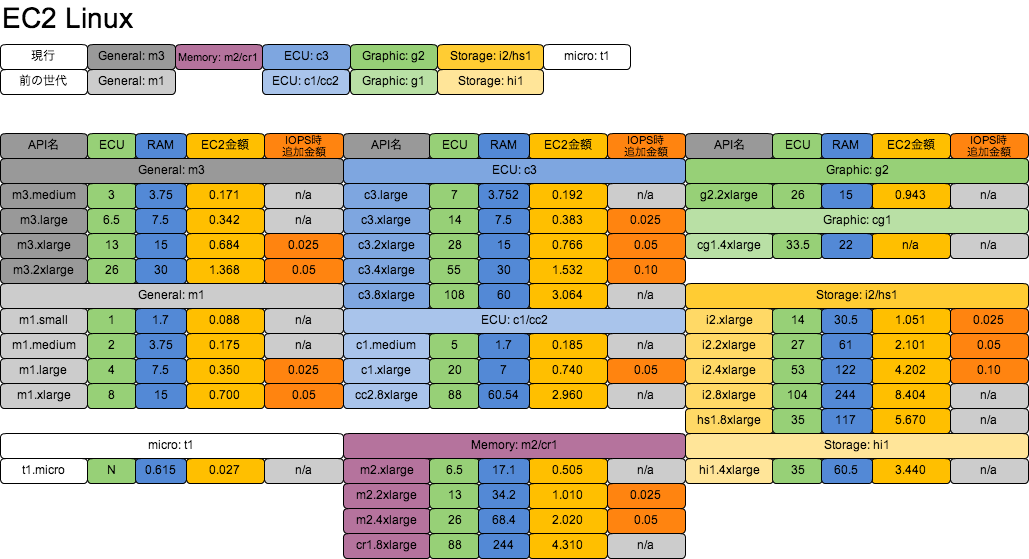 EC2 Linux
現行 General: m3 Memory: m2/cr1 ECU: c3 Graphic: g2 Storage: i2/hs1 micro: t1
前の世代 General: m1 ECU: c1/cc2 Graphic: g1 Storage: hi1
API名 ECU RAM EC2金額 IOPS時
追加金額
General: m3
m3.medium 3 3.75 0.171 n/a
m3.large 6.5 7.5 0.342 n/a
m3.xlarge 13 15 0.684 0.025
m3.2xlarge 26 30 1.368 0.05
General: m1
m1.small 1 1.7 0.088 n/a
m1.medium 2 3.75 0.175 n/a
m1.large 4 7.5 0.350 0.025
m1.xlarge 8 15 0.700 0.05
micro: t1
t1.micro N 0.615 0.027 n/a
API名 ECU RAM EC2金額 IOPS時
追加金額
ECU: c3
c3.large 7 3.752 0.192 n/a
c3.xlarge 14 7.5 0.383 0.025
c3.2xlarge 28 15 0.766 0.05
c3.4xlarge 55 30 1.532 0.10
c3.8xlarge 108 60 3.064 n/a
ECU: c1/cc2
c1.medium 5 1.7 0.185 n/a
c1.xlarge 20 7 0.740 0.05
cc2.8xlarge 88 60.54 2.960 n/a
Memory: m2/cr1
m2.xlarge 6.5 17.1 0.505 n/a
m2.2xlarge 13 34.2 1.010 0.025
m2.4xlarge 26 68.4 2.020 0.05
cr1.8xlarge 88 244 4.310 n/a
API名 ECU RAM EC2金額 IOPS時
追加金額
Graphic: g2
g2.2xlarge 26 15 0.943 n/a
Graphic: cg1
cg1.4xlarge 33.5 22 n/a n/a
Storage: i2/hs1
i2.xlarge 14 30.5 1.051 0.025
i2.2xlarge 27 61 2.101 0.05
i2.4xlarge 53 122 4.202 0.10
i2.8xlarge 104 244 8.404 n/a
hs1.8xlarge 35 117 5.670 n/a
Storage: hi1
hi1.4xlarge 35 60.5 3.440 n/a